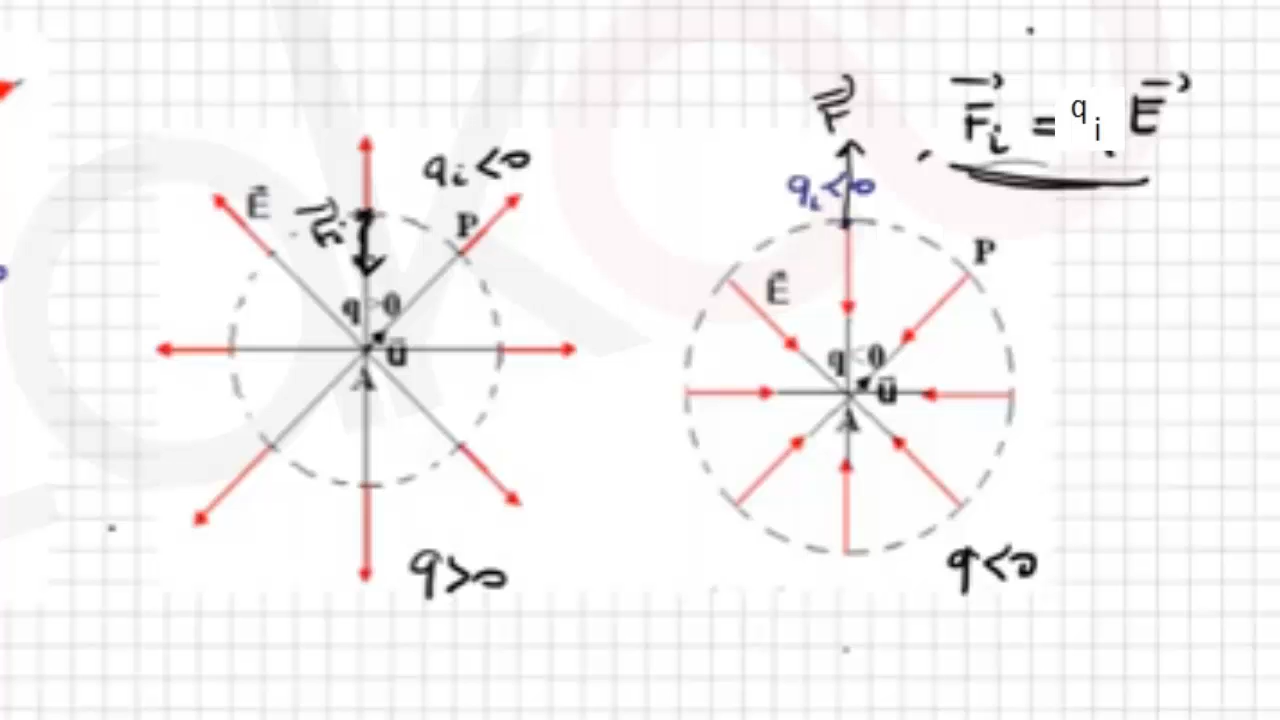 F⃗ᵢ = qᵢ E⃗
F⃗
qᵢ<0
qᵢ<0
E⃗
F⃗ᵢ
P
P
E⃗
q>0
u⃗
A
q<0
u⃗
A
q>0
q<0